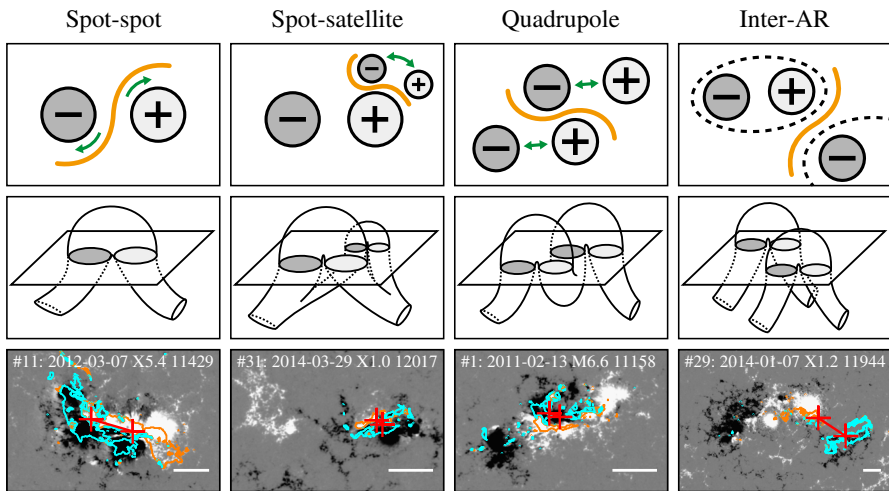 Spot-spot
Spot-satellite
Quadrupole
Inter-AR
#11: 2012-03-07 X5.4 11429
#31: 2014-03-29 X1.0 12017
#1: 2011-02-13 M6.6 11158
#29: 2014-01-07 X1.2 11944